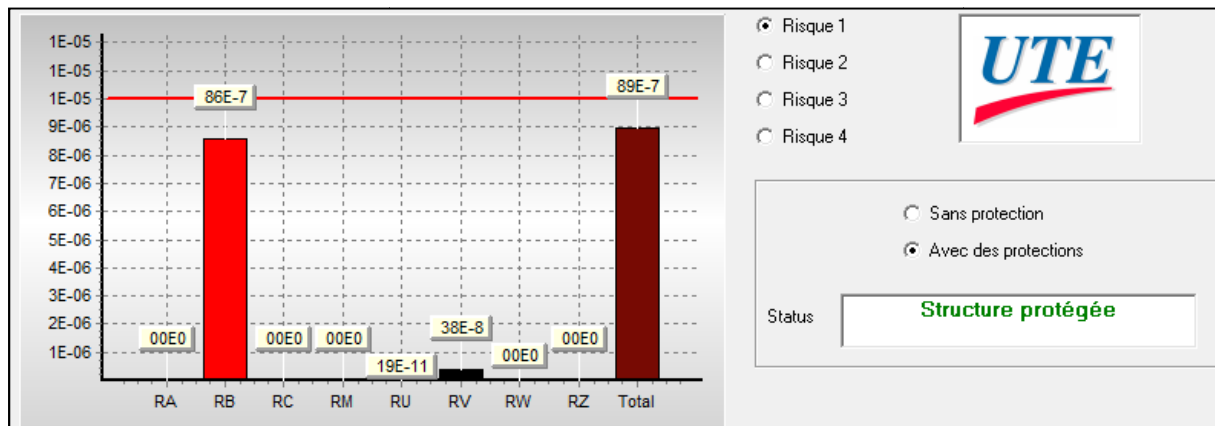 1E-05
1E-05
1E-05
9E-06
8E-06
7E-06
6E-06
5E-06
4E-06
3E-06
2E-06
1E-06
00E0
86E-7
00E0
00E0
19E-11
38E-8
00E0
00E0
89E-7
RA RB RC RM RU RV RW RZ Total
Risque 1
Risque 2
Risque 3
Risque 4
UTE
Sans protection
Avec des protections
Status Structure protégée